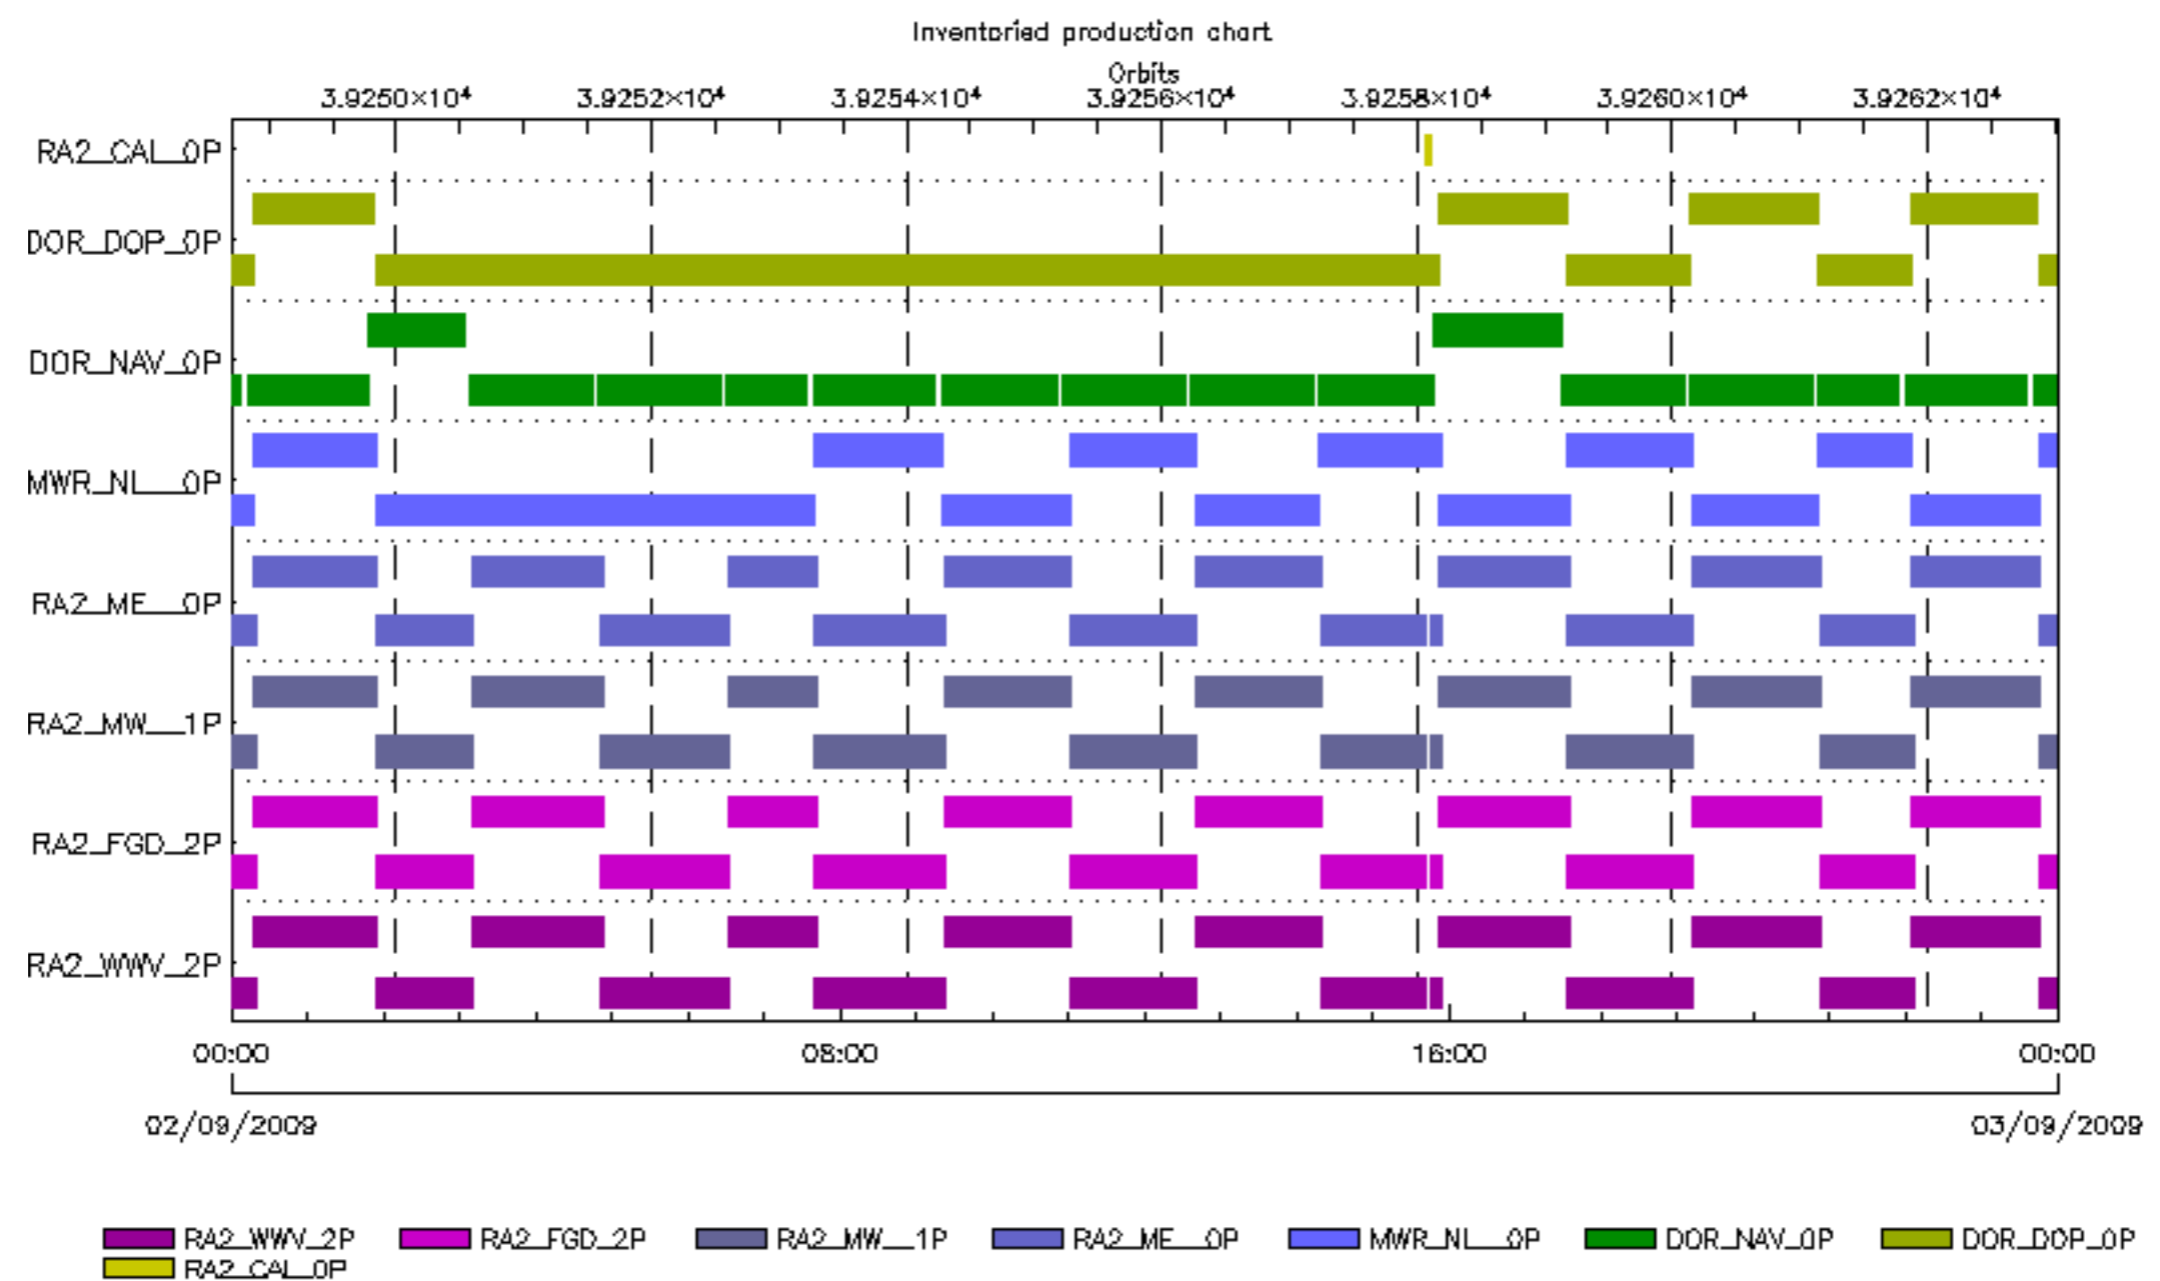 Inventoried production chart
Orbits
3.9250×10⁴ 3.9252×10⁴ 3.9254×10⁴ 3.9256×10⁴ 3.9258×10⁴ 3.9260×10⁴ 3.9262×10⁴
RA2_CAL_0P
DOR_DOP_0P
DOR_NAV_0P
MWR_NL__0P
RA2_ME__0P
RA2_MW__1P
RA2_FGD_2P
RA2_WWV_2P
00:00 08:00 16:00 00:00
02/09/2009 03/09/2009
RA2_WWV_2P RA2_FGD_2P RA2_MW__1P RA2_ME__0P MWR_NL__0P DOR_NAV_0P DOR_DOP_0P
RA2_CAL_0P